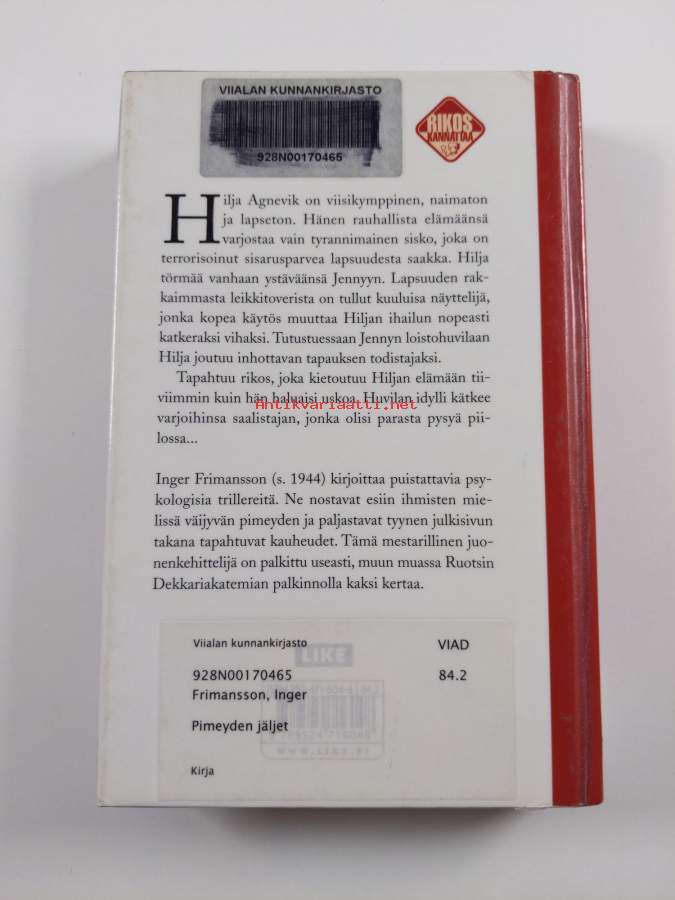 VIIALAN KUNNANKIRJASTO
928N00170465
RIKOS
KANNATTAA
Hilja Agnevik on viisikymppinen, naimaton
ja lapseton. Hänen rauhallista elämäänsä
varjostaa vain tyrannimainen sisko, joka on
terrorisoinut sisarusparvea lapsuudesta saakka. Hilja
törmää vanhaan ystäväänsä Jennyyn. Lapsuuden rak-
kaimmasta leikkitoverista on tullut kuuluisa näyttelijä,
jonka kopea käytös muuttaa Hiljan ihailun nopeasti
katkeraksi vihaksi. Tutustuessaan Jennyn loistohuvilaan
Hilja joutuu inhottavan tapauksen todistajaksi.
Tapahtuu rikos, joka kietoutuu Hiljan elämään tii-
viimmin kuin hän haluaisi uskoa. Huvilan idylli kätkee
Antikvariaatti.net
varjoihinsa saalistajan, jonka olisi parasta pysyä pii-
lossa...
Inger Frimansson (s. 1944) kirjoittaa puistattavia psy-
kologisia trillereitä. Ne nostavat esiin ihmisten mie-
lissä väijyvän pimeyden ja paljastavat tyynen julkisivun
takana tapahtuvat kauheudet. Tämä mestarillinen juo-
nenkehittelijä on palkittu useasti, muun muassa Ruotsin
Dekkariakatemian palkinnolla kaksi kertaa.
Viialan kunnankirjasto VIAD
LIKE
928N00170465 84.2
Frimansson, Inger
Pimeyden jäljet
www.like.fi
Kirja